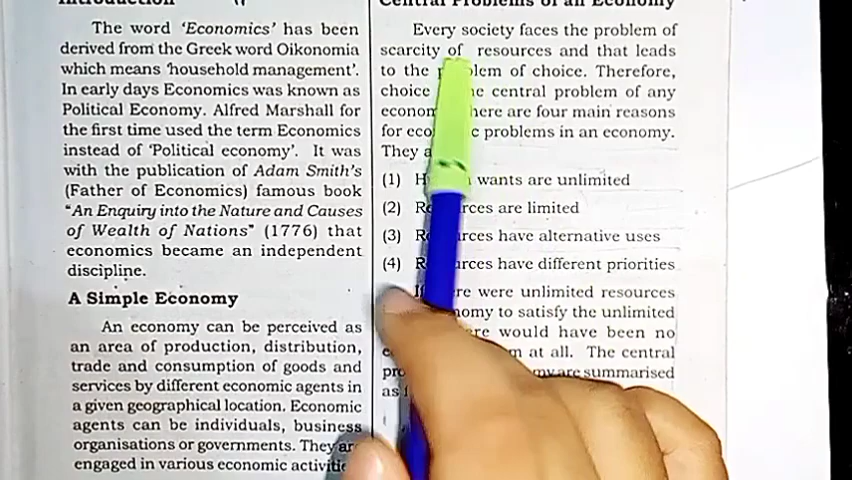 Introduction
The word 'Economics' has been
derived from the Greek word Oikonomia
which means 'household management'.
In early days Economics was known as
Political Economy. Alfred Marshall for
the first time used the term Economics
instead of 'Political economy'. It was
with the publication of Adam Smith's
(Father of Economics) famous book
"An Enquiry into the Nature and Causes
of Wealth of Nations" (1776) that
economics became an independent
discipline.
A Simple Economy
An economy can be perceived as
an area of production, distribution,
trade and consumption of goods and
services by different economic agents in
a given geographical location. Economic
agents can be individuals, business
organisations or governments. They are
engaged in various economic
Central Problems of an Economy
Every society faces the problem of
scarcity of resources and that leads
to the of choice. Therefore,
choice central problem of any
are four main reasons
for problems in an economy.
They
(1) wants are unlimited
(2) are limited
(3) have alternative uses
(4) have different priorities
were unlimited resources
to satisfy the unlimited
would have been no
at all. The central
are summarised
as